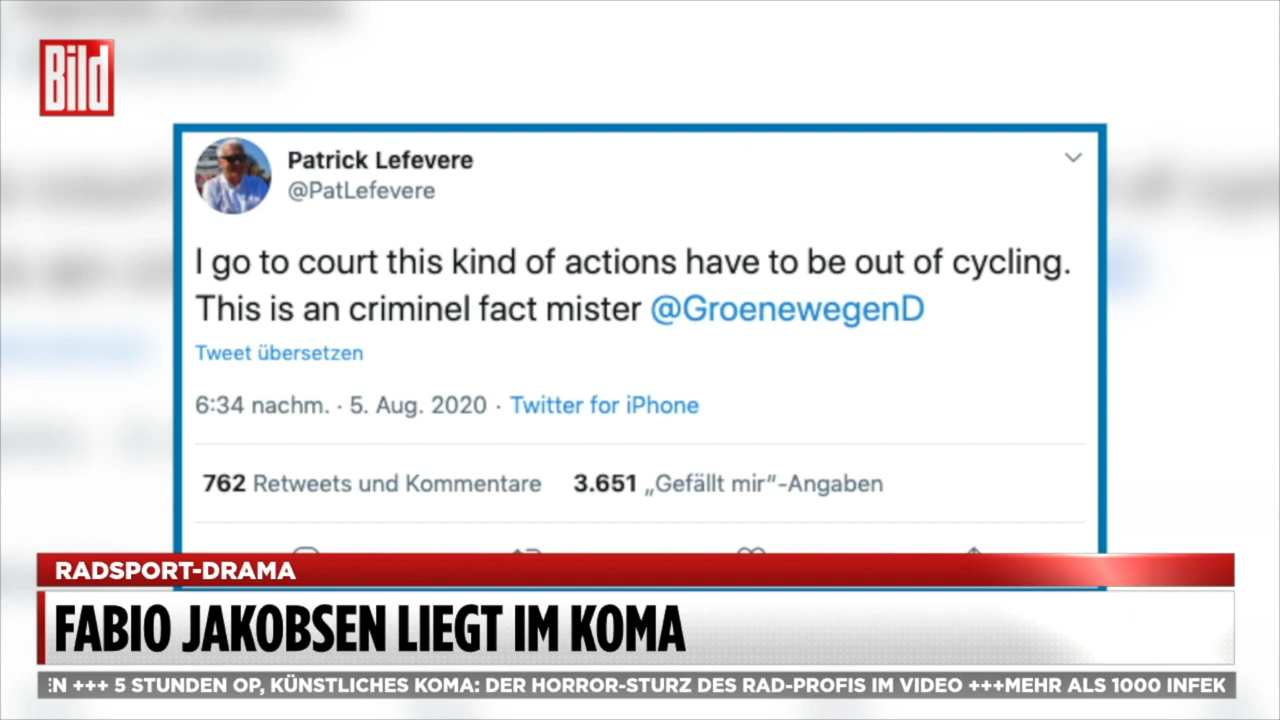 Bild
Patrick Lefevere
@PatLefevere
I go to court this kind of actions have to be out of cycling.
This is an criminel fact mister @GroenewegenD
Tweet übersetzen
6:34 nachm. · 5. Aug. 2020 · Twitter for iPhone
762 Retweets und Kommentare 3.651 „Gefällt mir“-Angaben
RADSPORT-DRAMA
FABIO JAKOBSEN LIEGT IM KOMA
EN +++ 5 STUNDEN OP, KÜNSTLICHES KOMA: DER HORROR-STURZ DES RAD-PROFIS IM VIDEO +++MEHR ALS 1000 INFEK